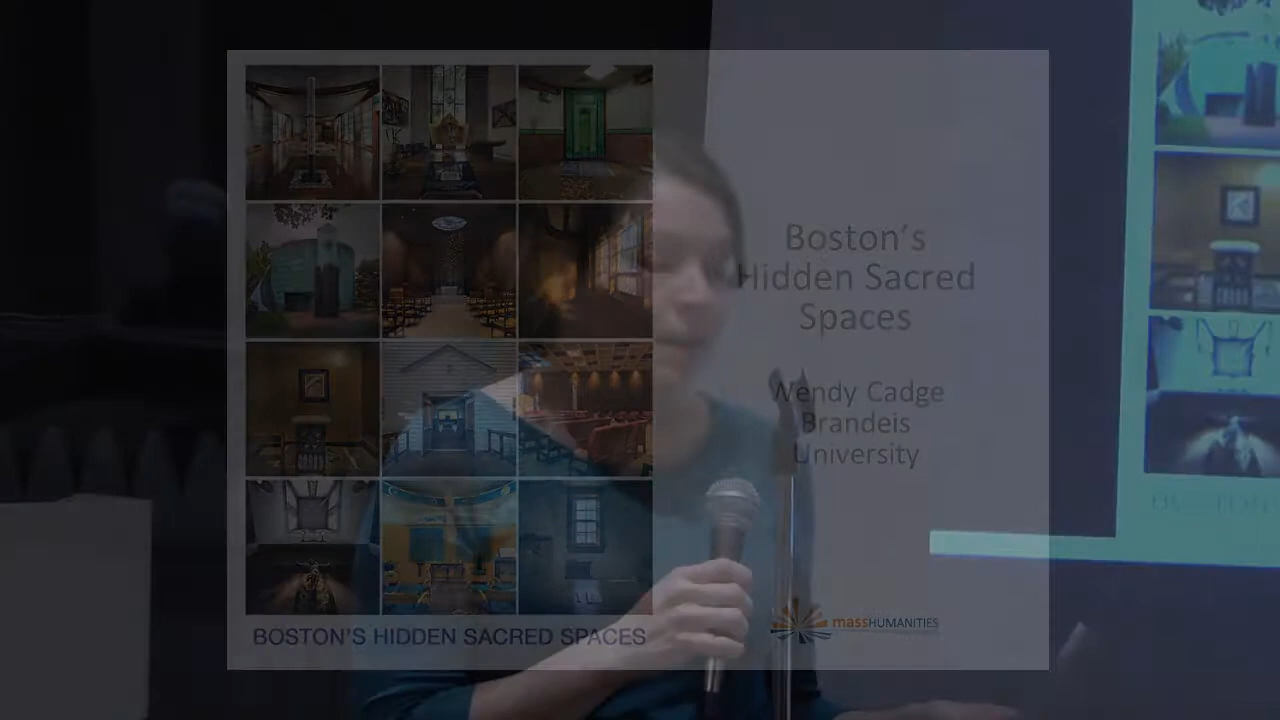 Boston's
Hidden Sacred
Spaces
Wendy Cadge
Brandeis
University
massHUMANITIES
BOSTON'S HIDDEN SACRED SPACES